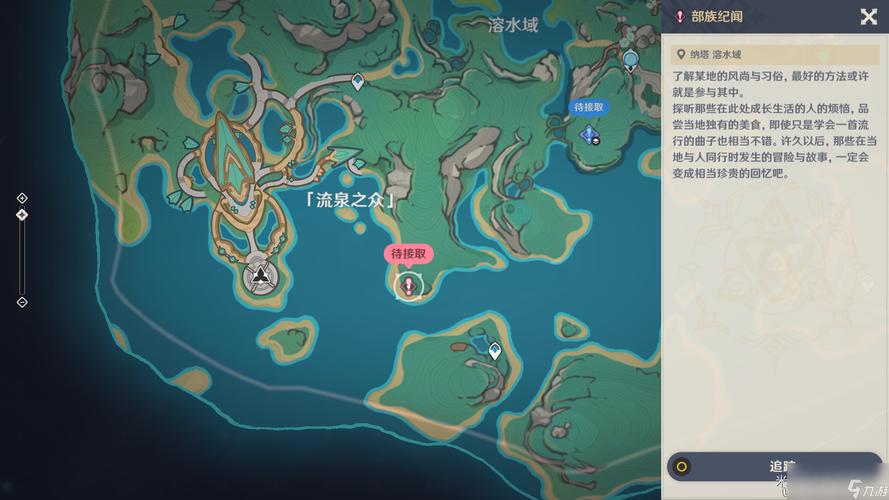 溶水域
待接取
「流泉之众」
待接取
部族纪闻
纳塔 溶水域
了解某地的风尚与习俗，最好的方法或许
就是参与其中。
探听那些在此处成长生活的人的烦恼，品
尝当地独有的美食，即使只是学会一首流
行的曲子也相当不错。许久以后，那些在当
地与人同行时发生的冒险与故事，一定会
变成相当珍贵的回忆吧。
追踪
九游